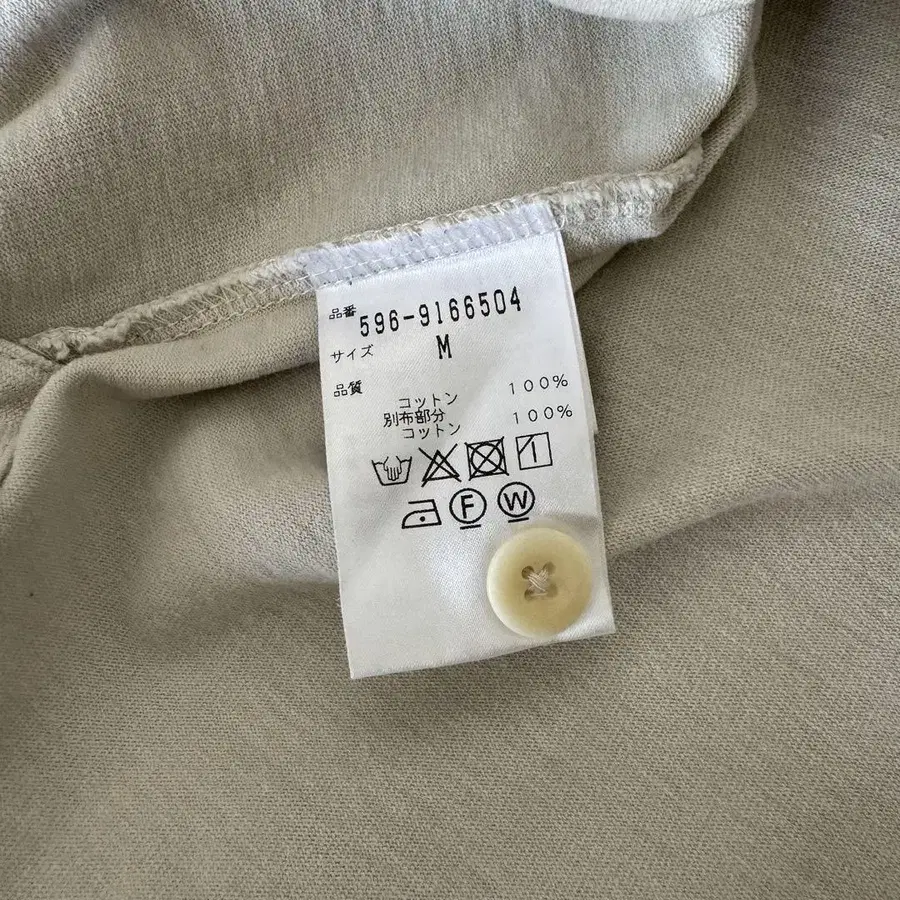 品番 596-9166504
サイズ M
品質
コットン 100%
別布部分
コットン 100%
F W